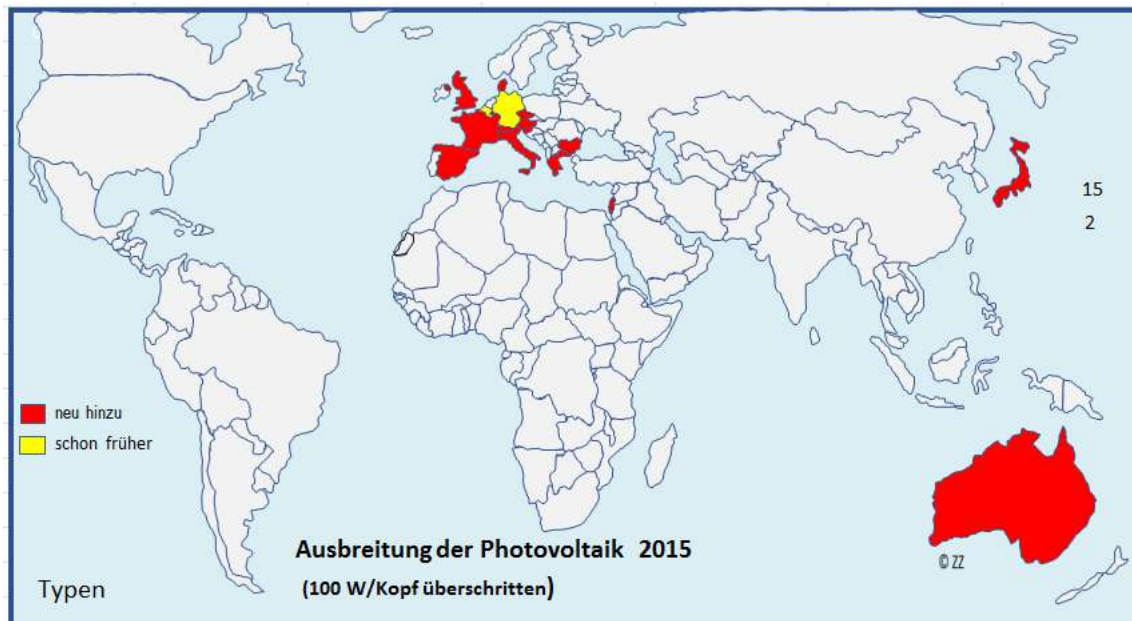 15
2
neu hinzu
schon früher
Ausbreitung der Photovoltaik 2015
© ZZ
(100 W/Kopf überschritten)
Typen